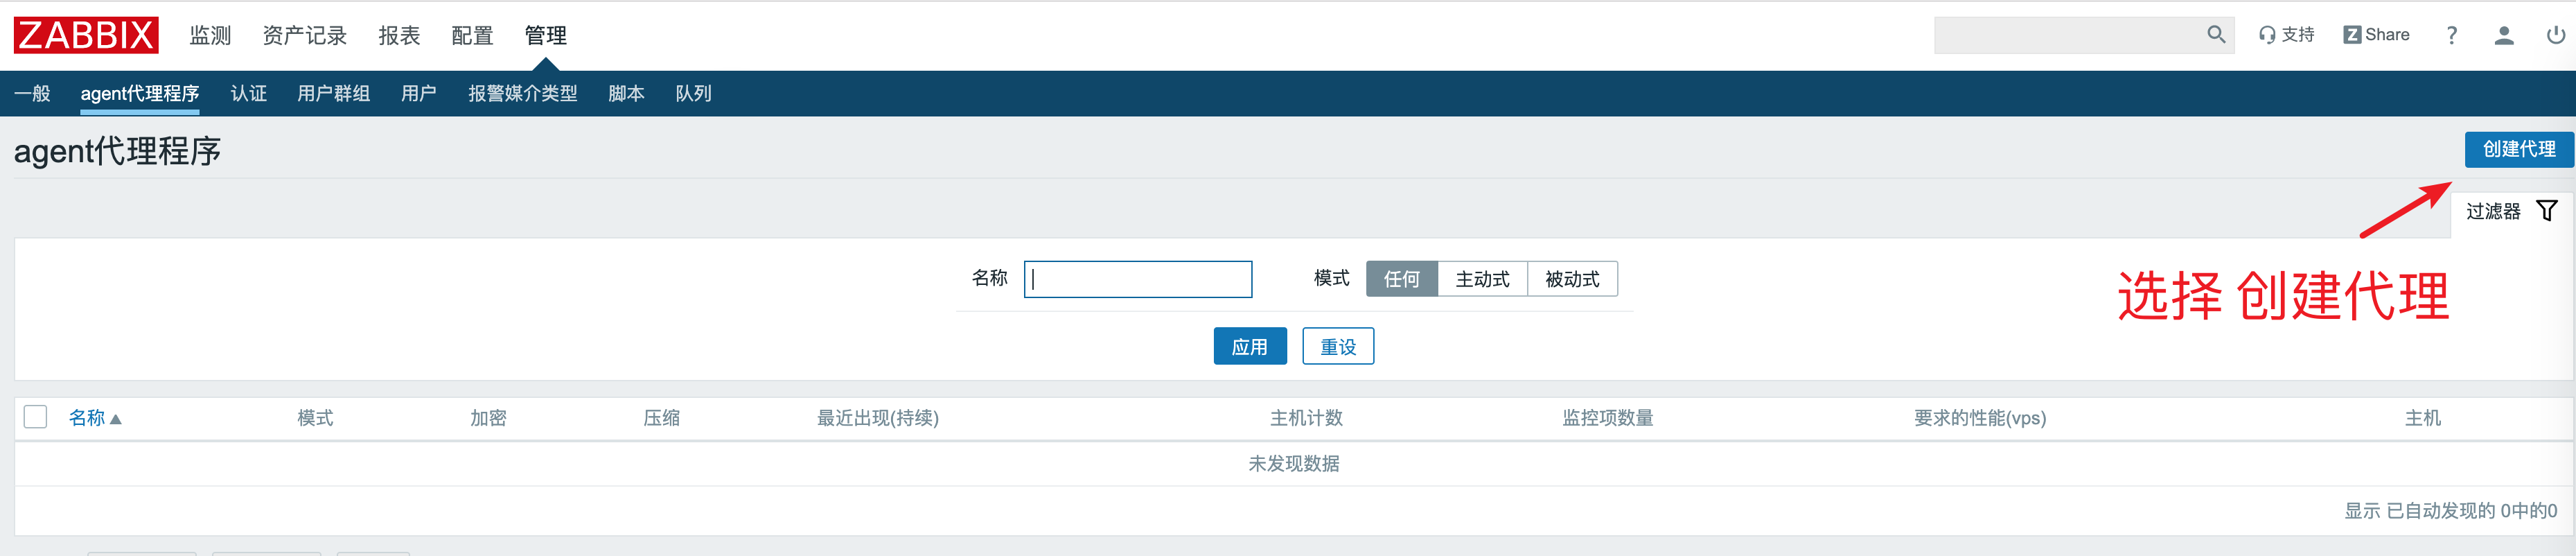 ZABBIX 监测 资产记录 报表 配置 管理 支持 Z Share ?
一般 agent代理程序 认证 用户群组 用户 报警媒介类型 脚本 队列
agent代理程序 创建代理
过滤器
名称 模式 任何 主动式 被动式
选择 创建代理
应用 重设
名称 模式 加密 压缩 最近出现(持续) 主机计数 监控项数量 要求的性能(vps) 主机
未发现数据
显示 已自动发现的 0中的0